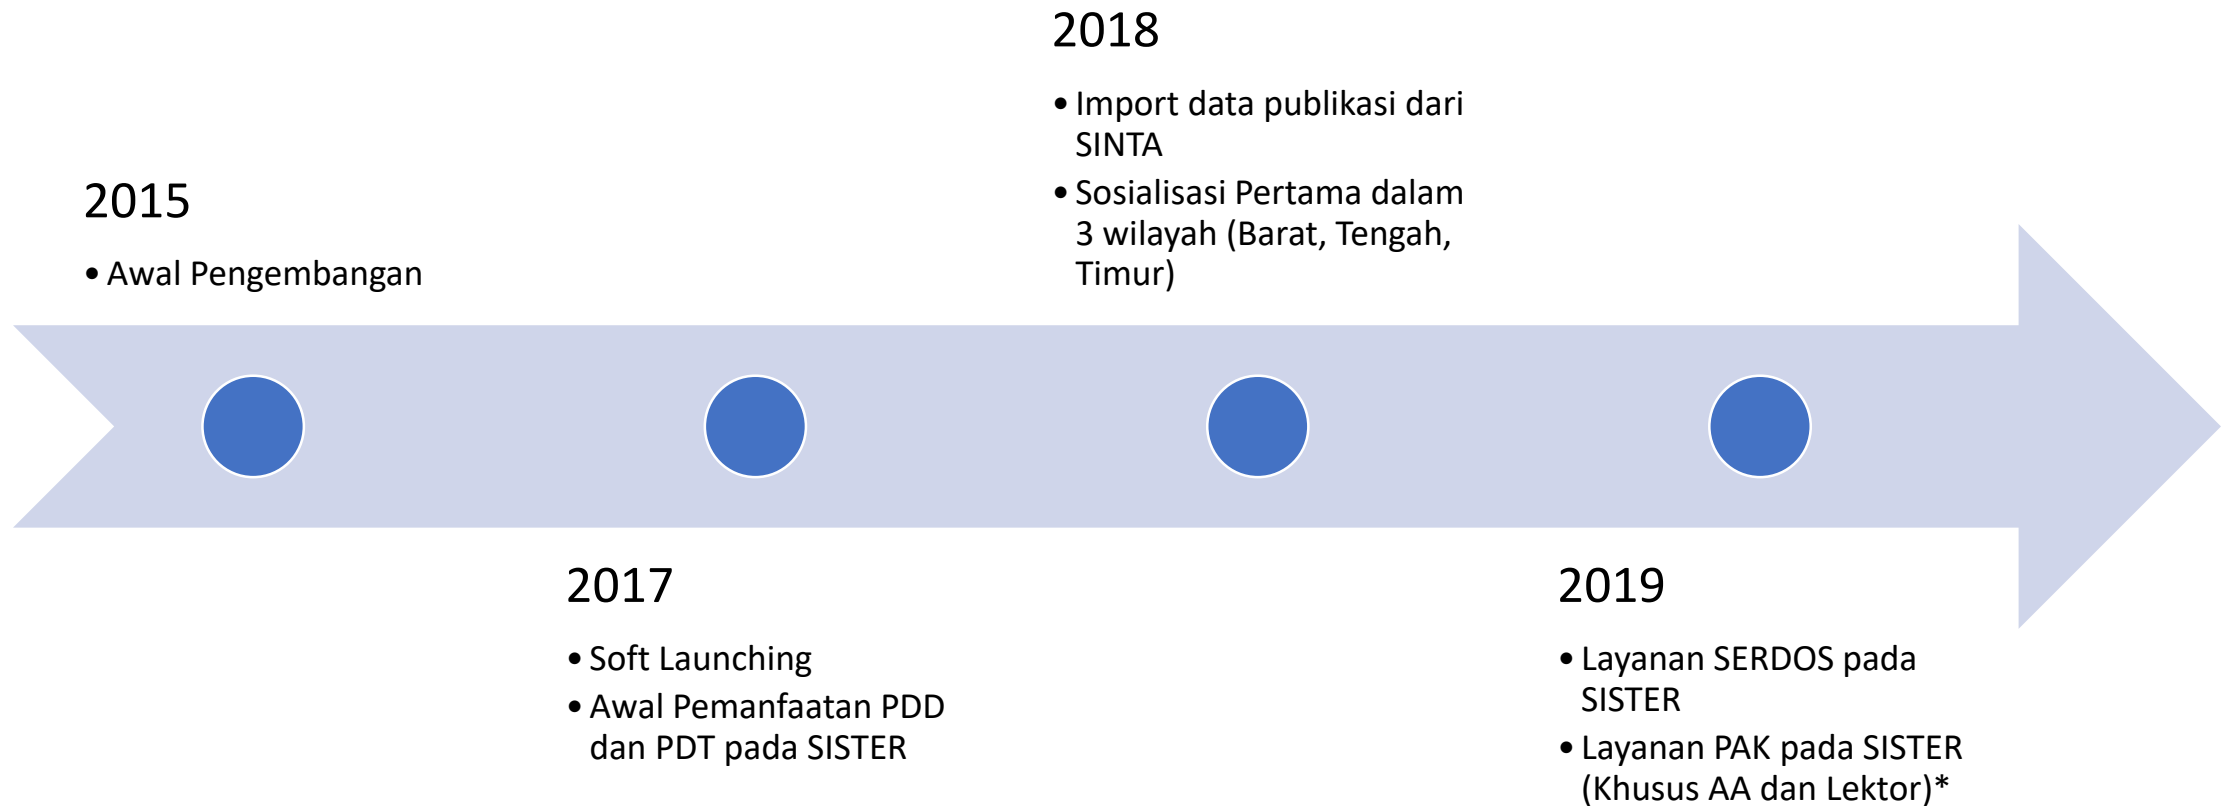 2015
• Awal Pengembangan
2017
• Soft Launching
• Awal Pemanfaatan PDD
dan PDT pada SISTER
2018
• Import data publikasi dari
SINTA
• Sosialisasi Pertama dalam
3 wilayah (Barat, Tengah,
Timur)
2019
• Layanan SERDOS pada
SISTER
• Layanan PAK pada SISTER
(Khusus AA dan Lektor)*